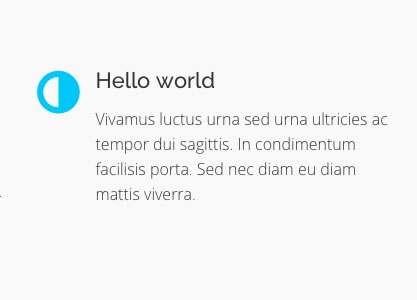 Hello world
Vivamus luctus urna sed urna ultricies ac
tempor dui sagittis. In condimentum
facilisis porta. Sed nec diam eu diam
mattis viverra.